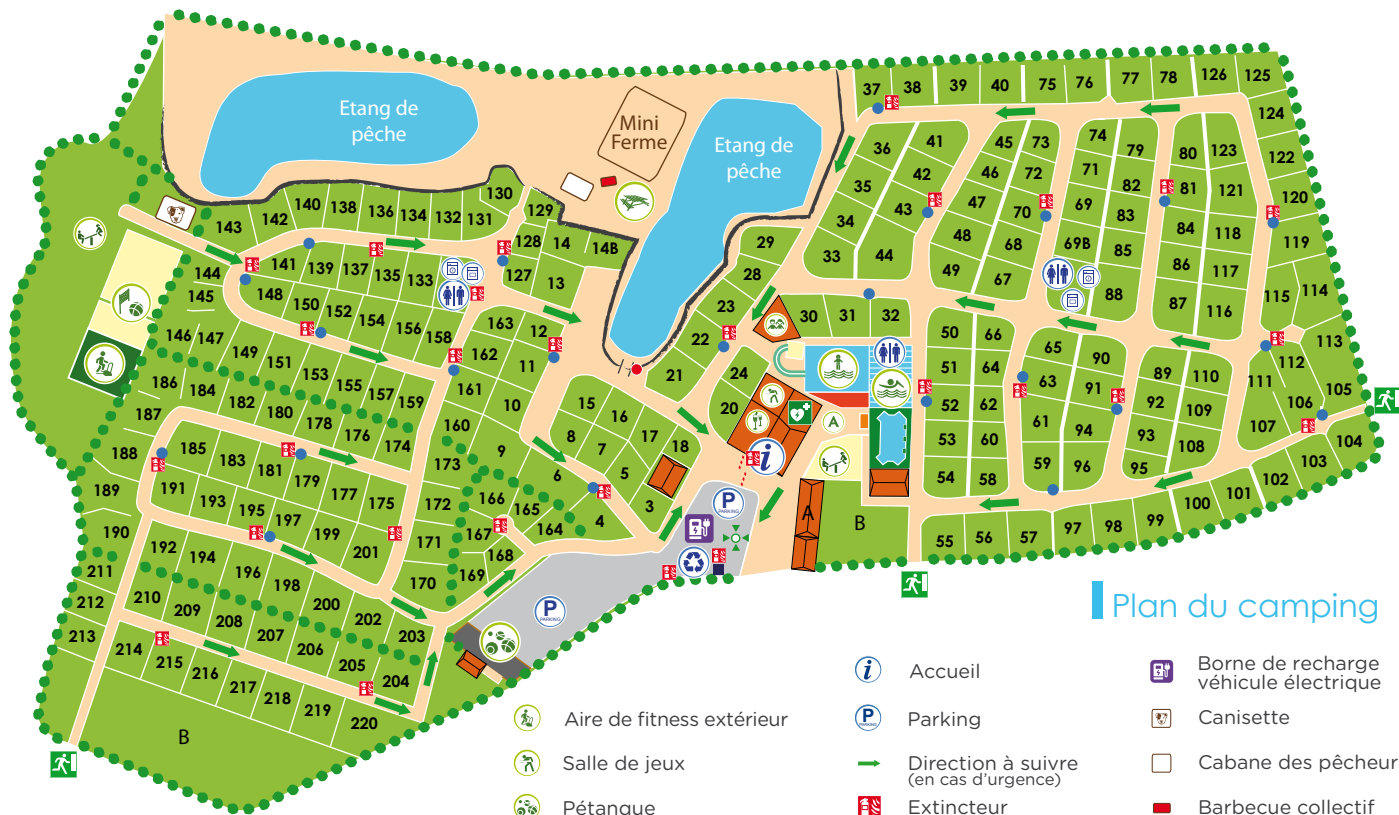 Etang de
pêche
Mini
Ferme
Etang de
pêche
37 38 39 40 75 76 77 78 126 125
124
122
120
119
36 41 45 73 74 79 80 123
35 42 46 72 71 82 81 121
34 43 47 70 69 83 84 118
33 44 48 68 69B 85 86 117
49 67 88 87 116
115 114
113
112
111 105
106
107
104
103
102
101
100
130
129
128
127
14 14B
13
143 142 140 138 136 134 132 131
144 141 139 137 135 133
145 148 150 152 154 156 158
146 147 149 151 153 155 157 159
163 12
162 11
161 10
160 9
29
28
23
22
21
24
20
30 31 32
50 66
51 64
52 62
53 60
54 58
65 90
63 91
61 94
59 96
89 110
92 109
93 108
95
55 56 57 97 98 99
15 16 17 18
8 7 5 3
6 4
186 184 182 180 178 176 174
187
188
189
190
185 183 181 179 177 175
191 193 195 197 199 201
173
172
171
170
166 165 164
167 168
169
192 194 196 198 200 202 203
211
212
213
210 209 208 207 206 205 204
214 215 216 217 218 219 220
B
A
B
A
i
P
PARKING
P
PARKING
Plan du camping
Aire de fitness extérieur
Salle de jeux
Pétanque
i Accueil
P
PARKING
Parking
Direction à suivre
(en cas d'urgence)
Extincteur
Borne de recharge
véhicule électrique
Canisette
Cabane des pêcheur
Barbecue collectif